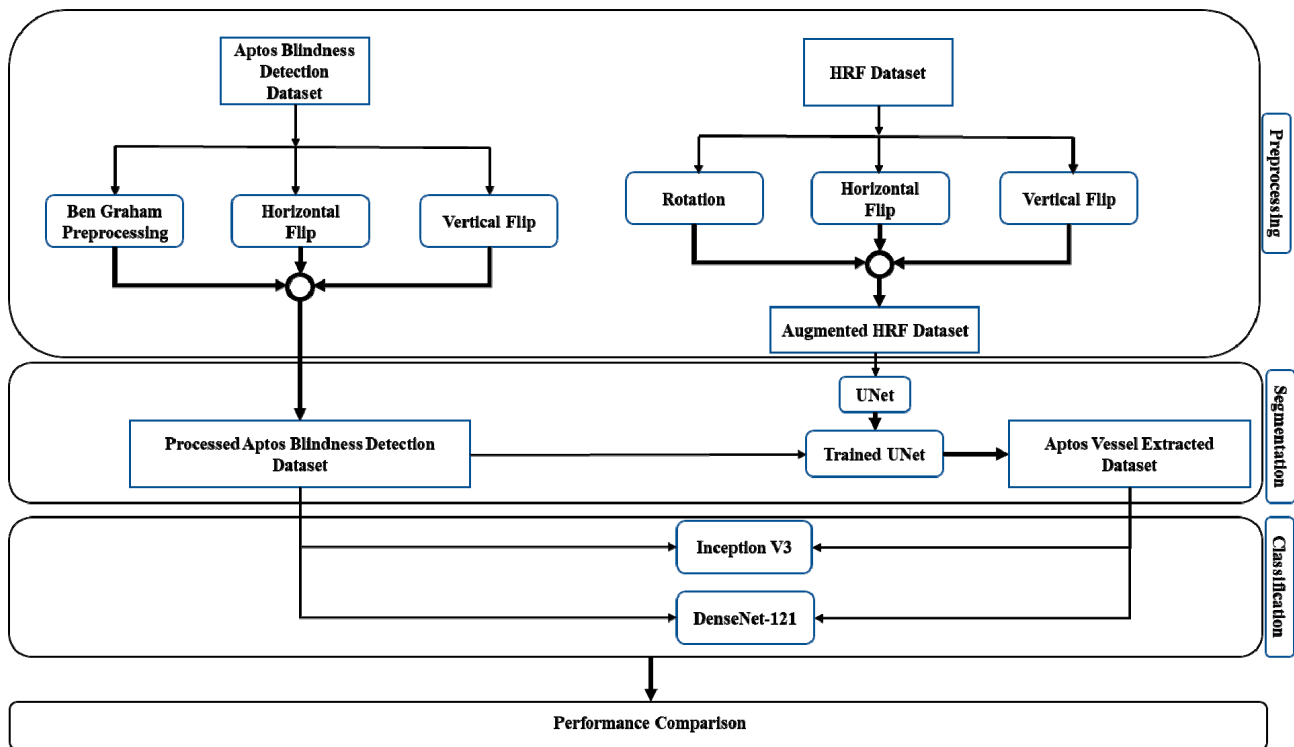 Aptos Blindness
Detection
Dataset
HRF Dataset
Preprocessing
Ben Graham
Preprocessing
Horizontal
Flip
Vertical Flip
Rotation
Horizontal
Flip
Vertical Flip
Augmented HRF Dataset
Segmentation
UNet
Processed Aptos Blindness Detection
Dataset
Trained UNet
Aptos Vessel Extracted
Dataset
Classification
Inception V3
DenseNet-121
Performance Comparison